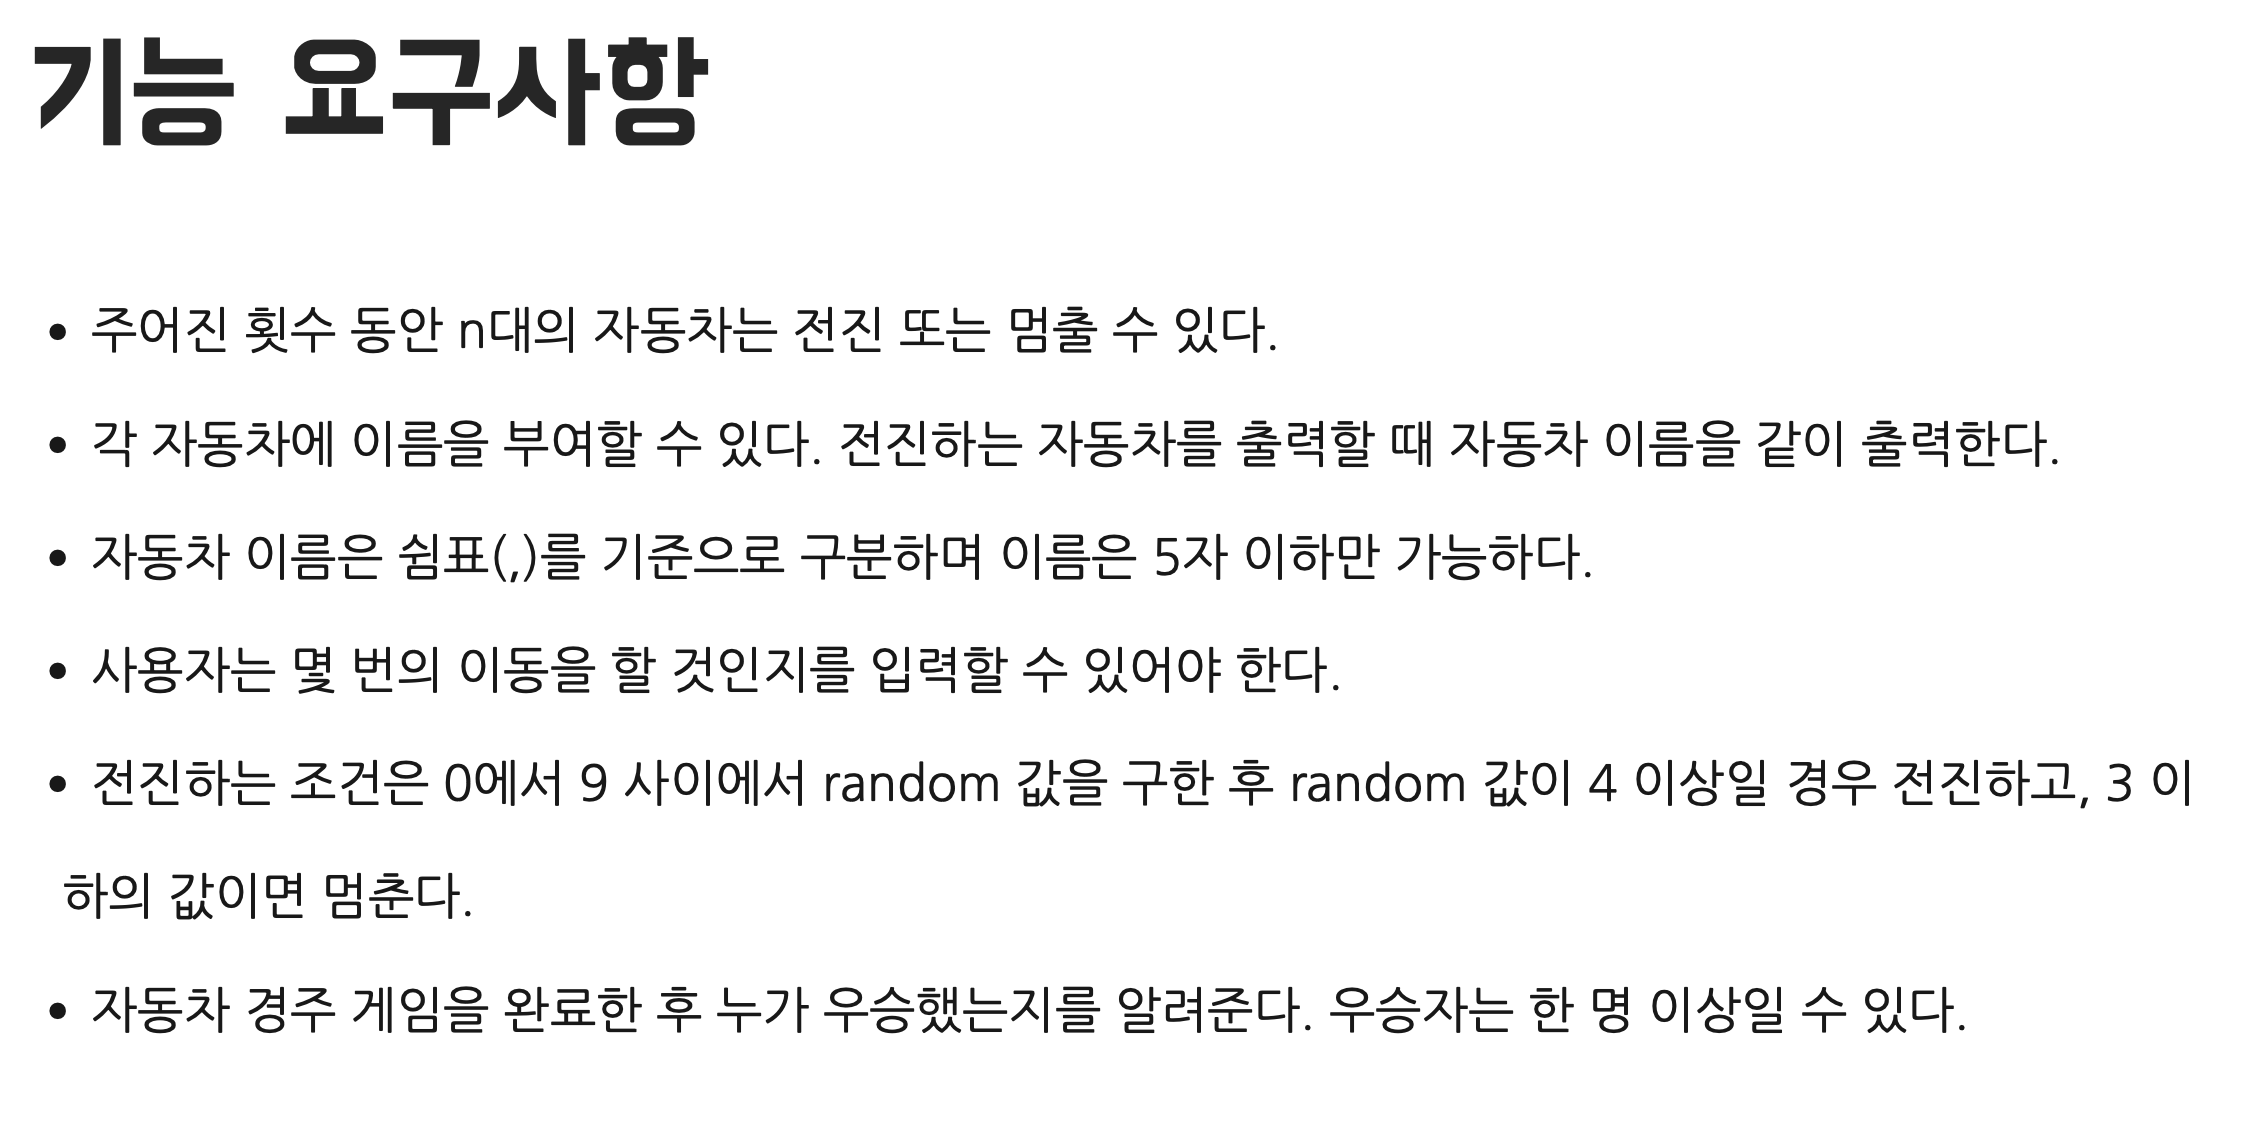 기능 요구사항
• 주어진 횟수 동안 n대의 자동차는 전진 또는 멈출 수 있다.
• 각 자동차에 이름을 부여할 수 있다. 전진하는 자동차를 출력할 때 자동차 이름을 같이 출력한다.
• 자동차 이름은 쉼표(,)를 기준으로 구분하며 이름은 5자 이하만 가능하다.
• 사용자는 몇 번의 이동을 할 것인지를 입력할 수 있어야 한다.
• 전진하는 조건은 0에서 9 사이에서 random 값을 구한 후 random 값이 4 이상일 경우 전진하고, 3 이
하의 값이면 멈춘다.
• 자동차 경주 게임을 완료한 후 누가 우승했는지를 알려준다. 우승자는 한 명 이상일 수 있다.